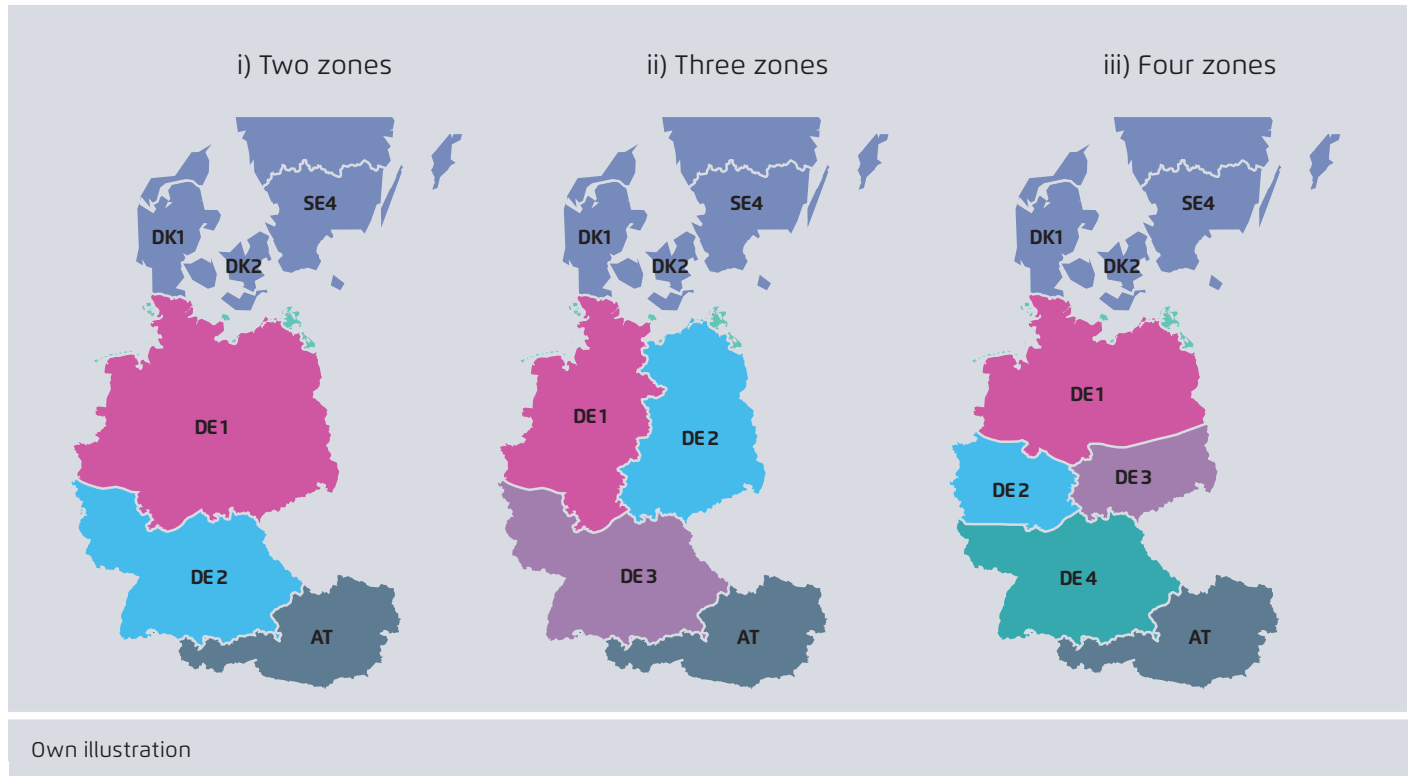 i) Two zones
SE4
DK1
DK2
DE1
DE2
AT
ii) Three zones
SE4
DK1
DK2
DE1
DE2
DE3
AT
iii) Four zones
SE4
DK1
DK2
DE1
DE2
DE3
DE4
AT
Own illustration